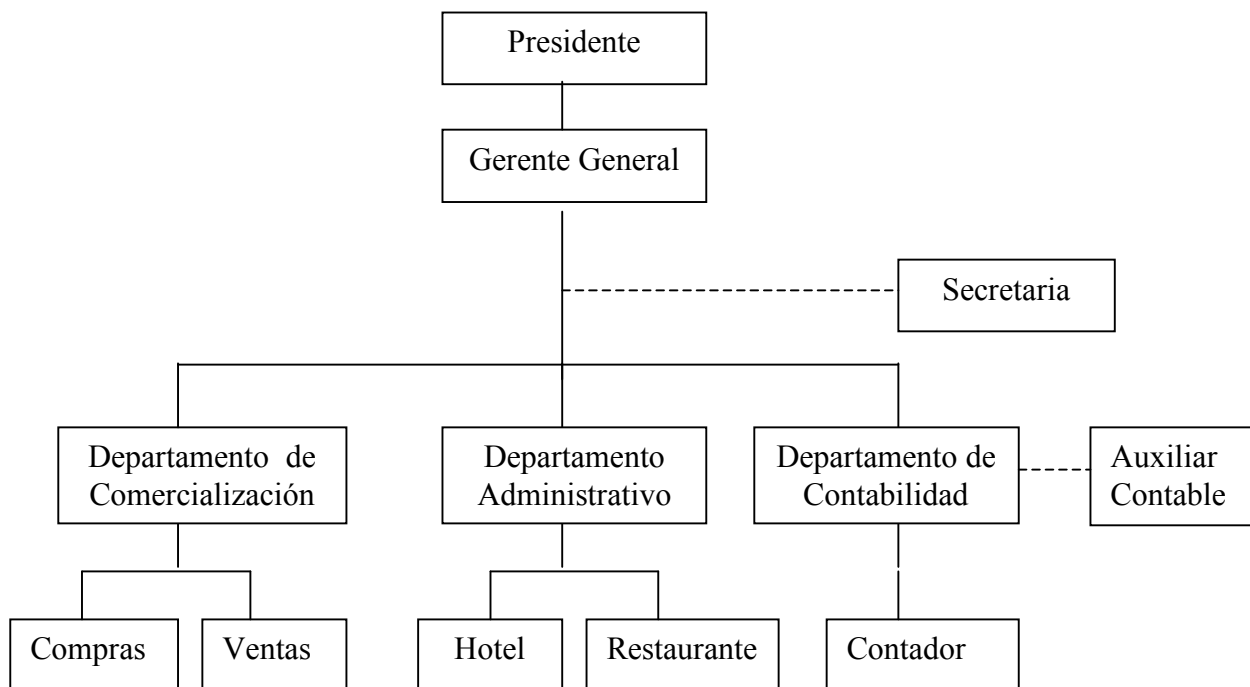 Presidente
Gerente General
Secretaria
Departamento de
Comercialización
Departamento
Administrativo
Departamento de
Contabilidad
Auxiliar
Contable
Compras
Ventas
Hotel
Restaurante
Contador